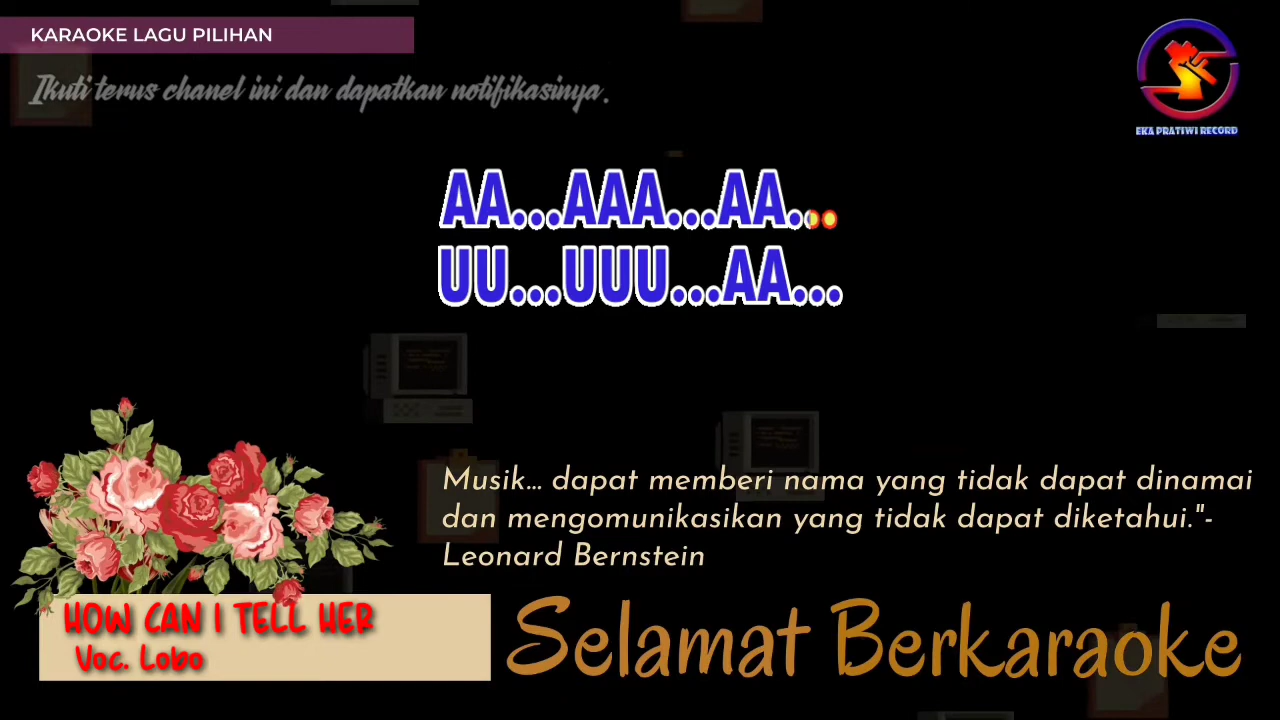 KARAOKE LAGU PILIHAN
Ikuti terus chanel ini dan dapatkan notifikasinya.
EKA PRATIWI RECORD
AA...AAA...AA...
UU...UUU...AA...
Musik... dapat memberi nama yang tidak dapat dinamai
dan mengomunikasikan yang tidak dapat diketahui."-
Leonard Bernstein
HOW CAN I TELL HER
Voc. Lobo
Selamat Berkaraoke